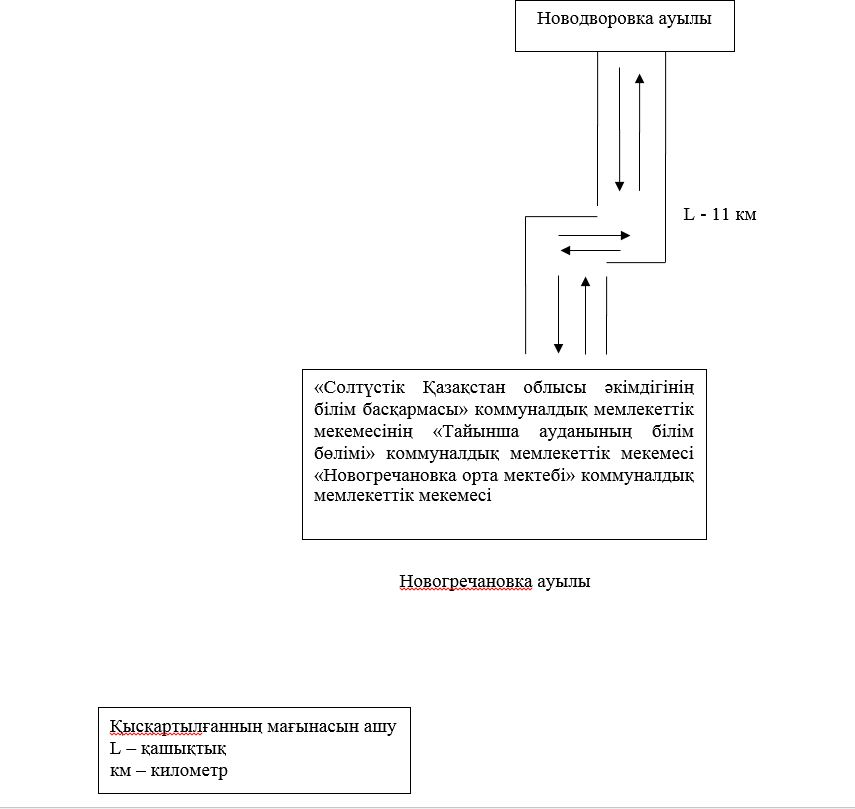 Новодворовка ауылы
L - 11 км
«Солтүстік Қазақстан облысы әкімдігінің
білім басқармасы» коммуналдық мемлекеттік
мекемесінің «Тайынша ауданының білім
бөлімі» коммуналдық мемлекеттік мекемесі
«Новогречановка орта мектебі» коммуналдық
мемлекеттік мекемесі
Новогречановка ауылы
Қысқартылғанның мағынасын ашу
L – қашықтық
км – километр